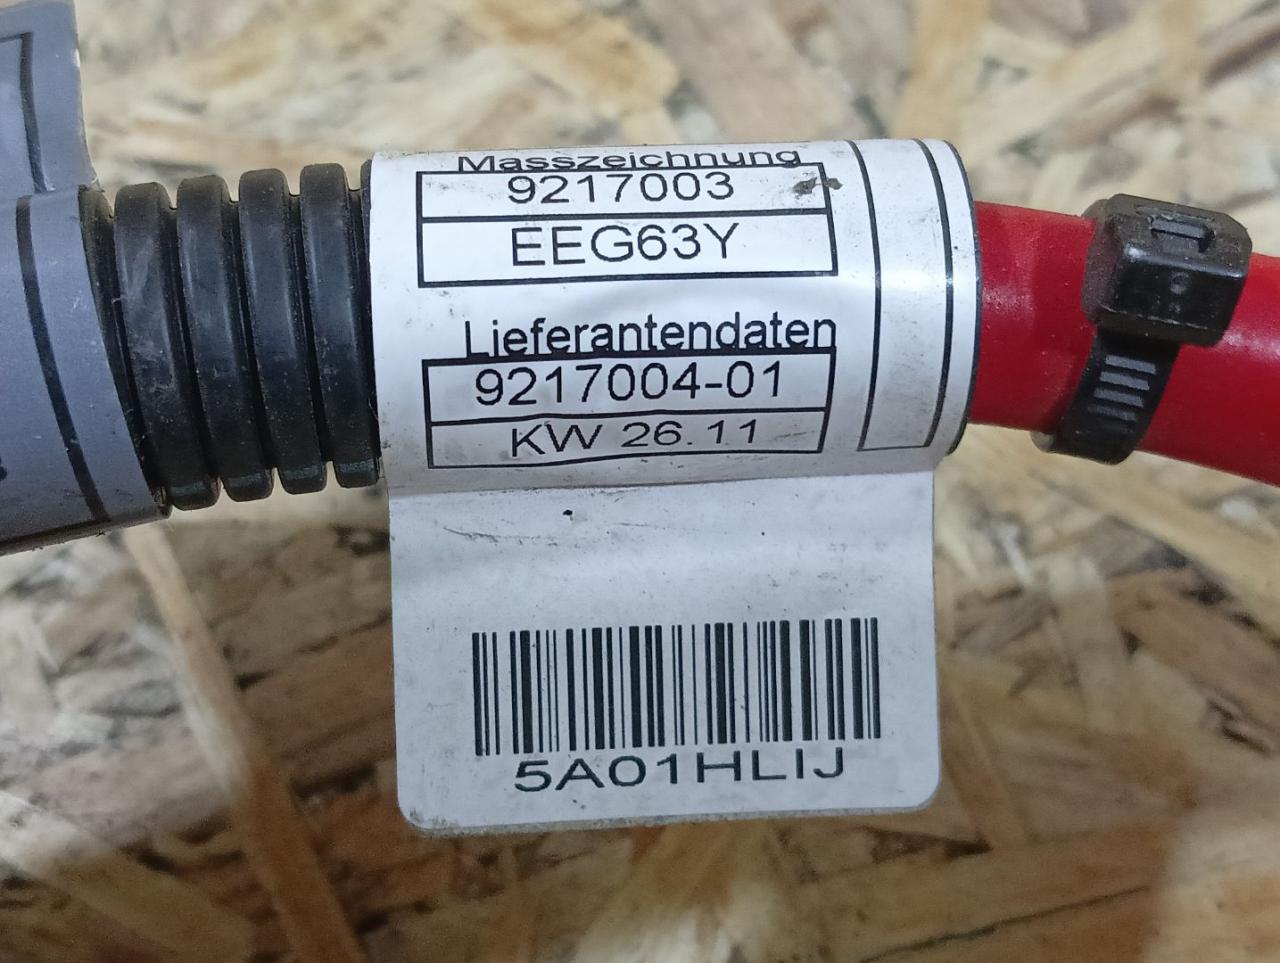 Masszeichnung
9217003
EEG63Y
Lieferantendaten
9217004-01
KW 26.11
5A01HLIJ